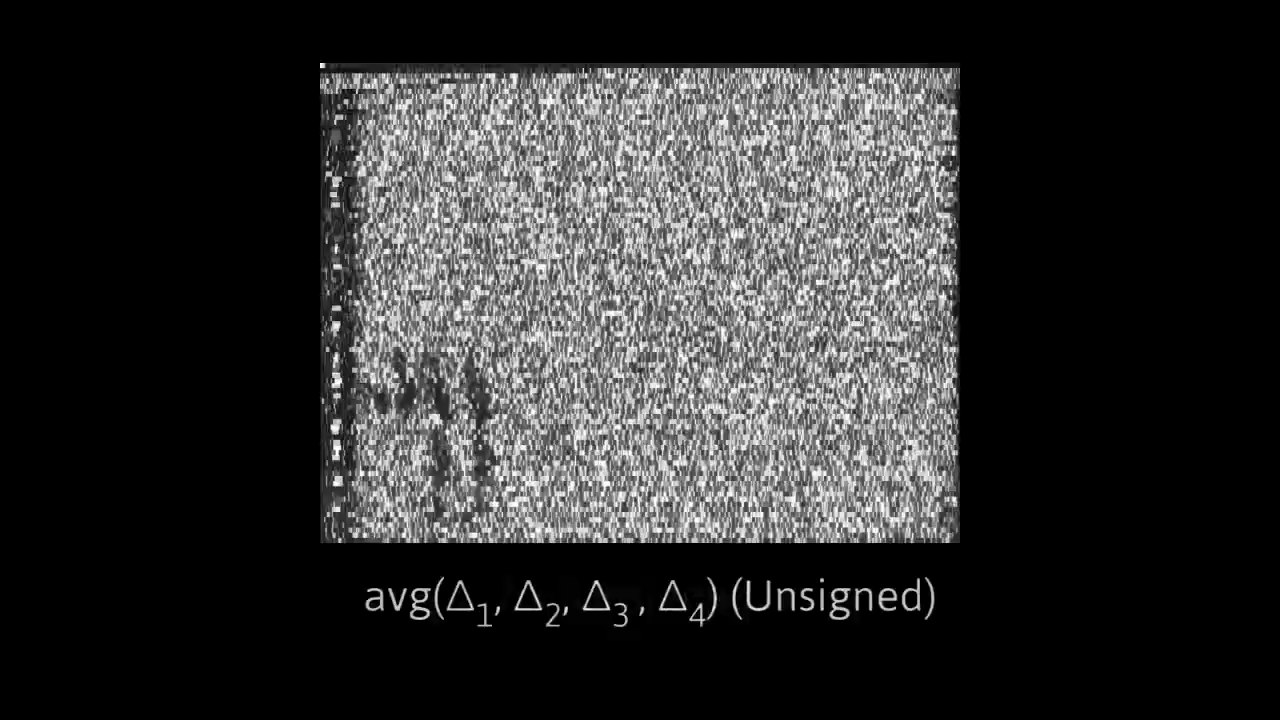 avg(Δ₁, Δ₂, Δ₃ , Δ₄) (Unsigned)